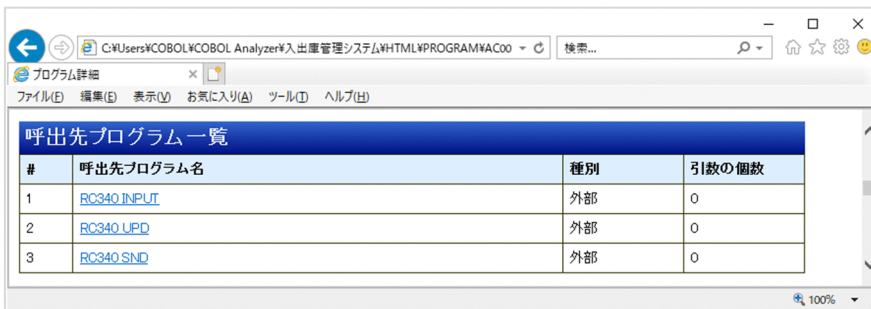 C:¥Users¥COBOL¥COBOL Analyzer¥入出庫管理システム¥HTML¥PROGRAM¥AC00
検索...
プログラム詳細
ファイル(F) 編集(E) 表示(V) お気に入り(A) ツール(T) ヘルプ(H)
呼出先プログラム一覧
# 呼出先プログラム名 種別 引数の個数
1 RC340 INPUT 外部 0
2 RC340 UPD 外部 0
3 RC340 SND 外部 0
100%